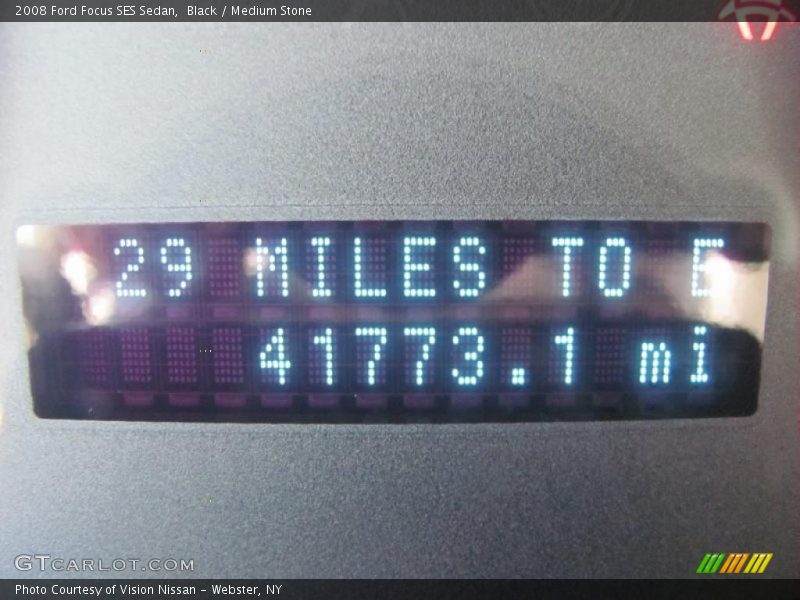 2008 Ford Focus SES Sedan,  Black / Medium Stone
29 MILES TO E
41773.1 mi
GTCARLOT.COM
Photo Courtesy of Vision Nissan - Webster, NY